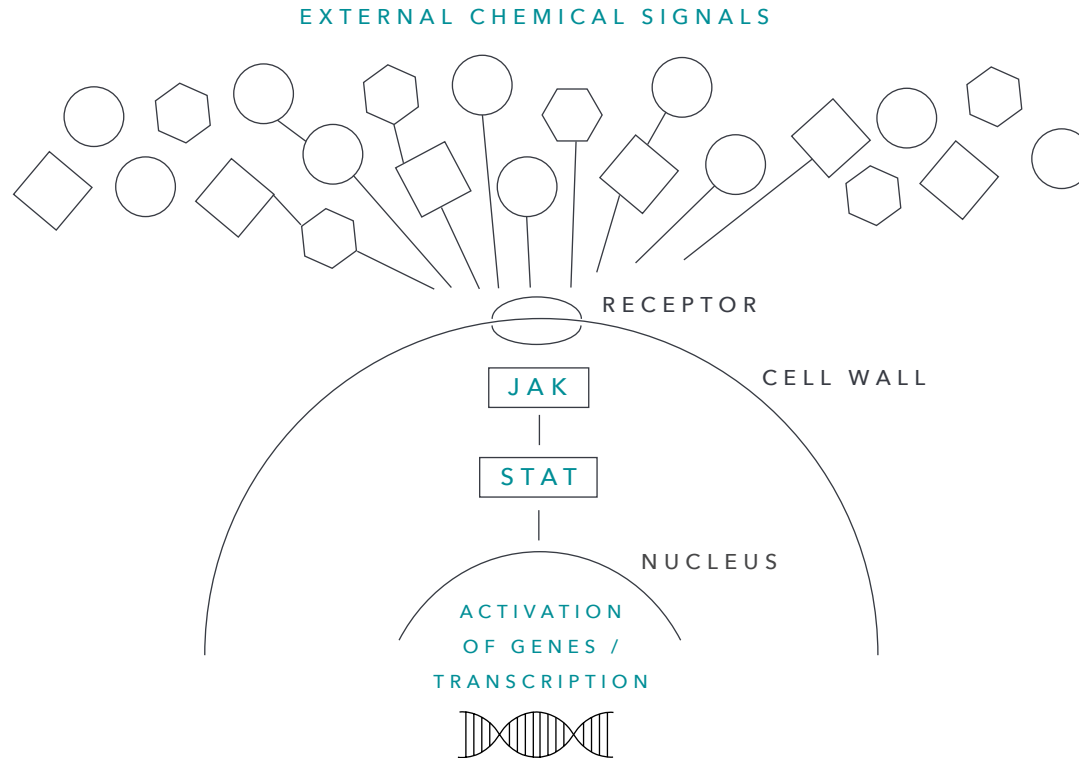 EXTERNAL CHEMICAL SIGNALS
RECEPTOR
CELL WALL
JAK
STAT
NUCLEUS
ACTIVATION
OF GENES /
TRANSCRIPTION